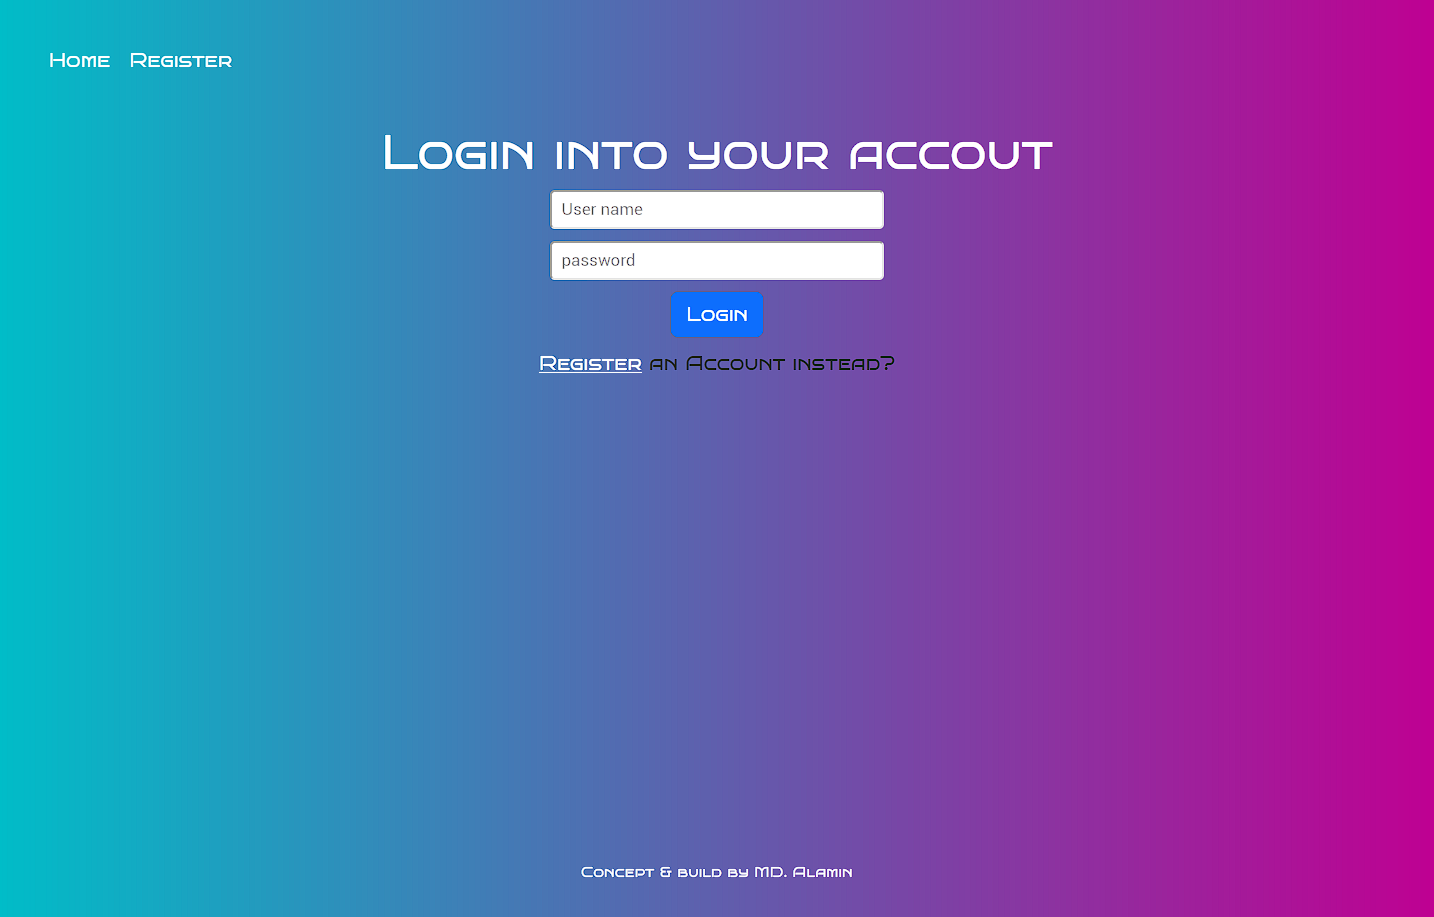 Home Register
Login into your accout
User name
password
Login
Register an Account instead?
Concept & build by MD. Alamin